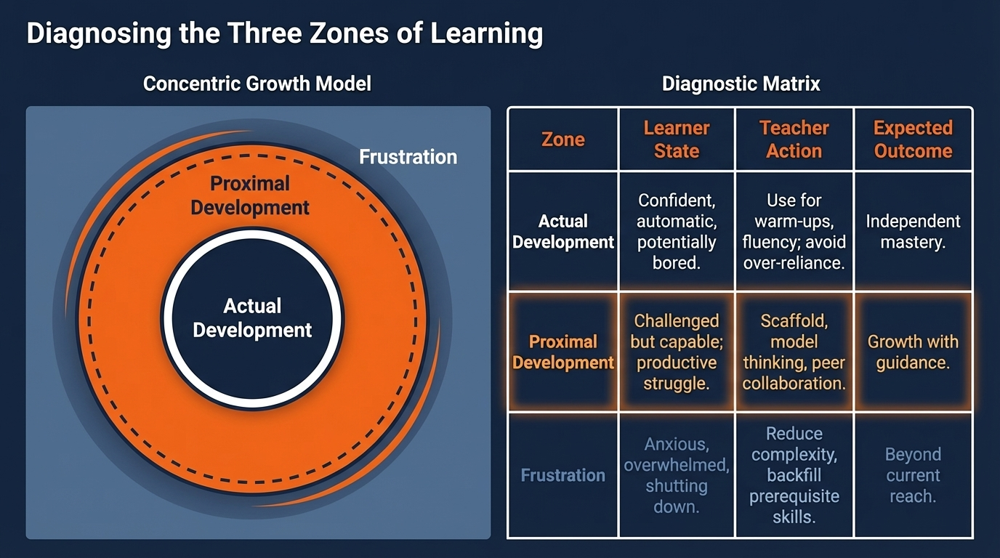 Diagnosing the Three Zones of Learning
Concentric Growth Model
Frustration
Proximal
Development
Actual
Development
Diagnostic Matrix
Zone
Learner
State
Teacher
Action
Expected
Outcome
Actual
Development
Confident,
automatic,
potentially
bored.
Use for
warm-ups,
fluency; avoid
over-reliance.
Independent
mastery.
Proximal
Development
Challenged
but capable;
productive
struggle.
Scaffold,
model
thinking, peer
collaboration.
Growth with
guidance.
Frustration
Anxious,
overwhelmed,
shutting
down.
Reduce
complexity,
backfill
prerequisite
skills.
Beyond
current
reach.